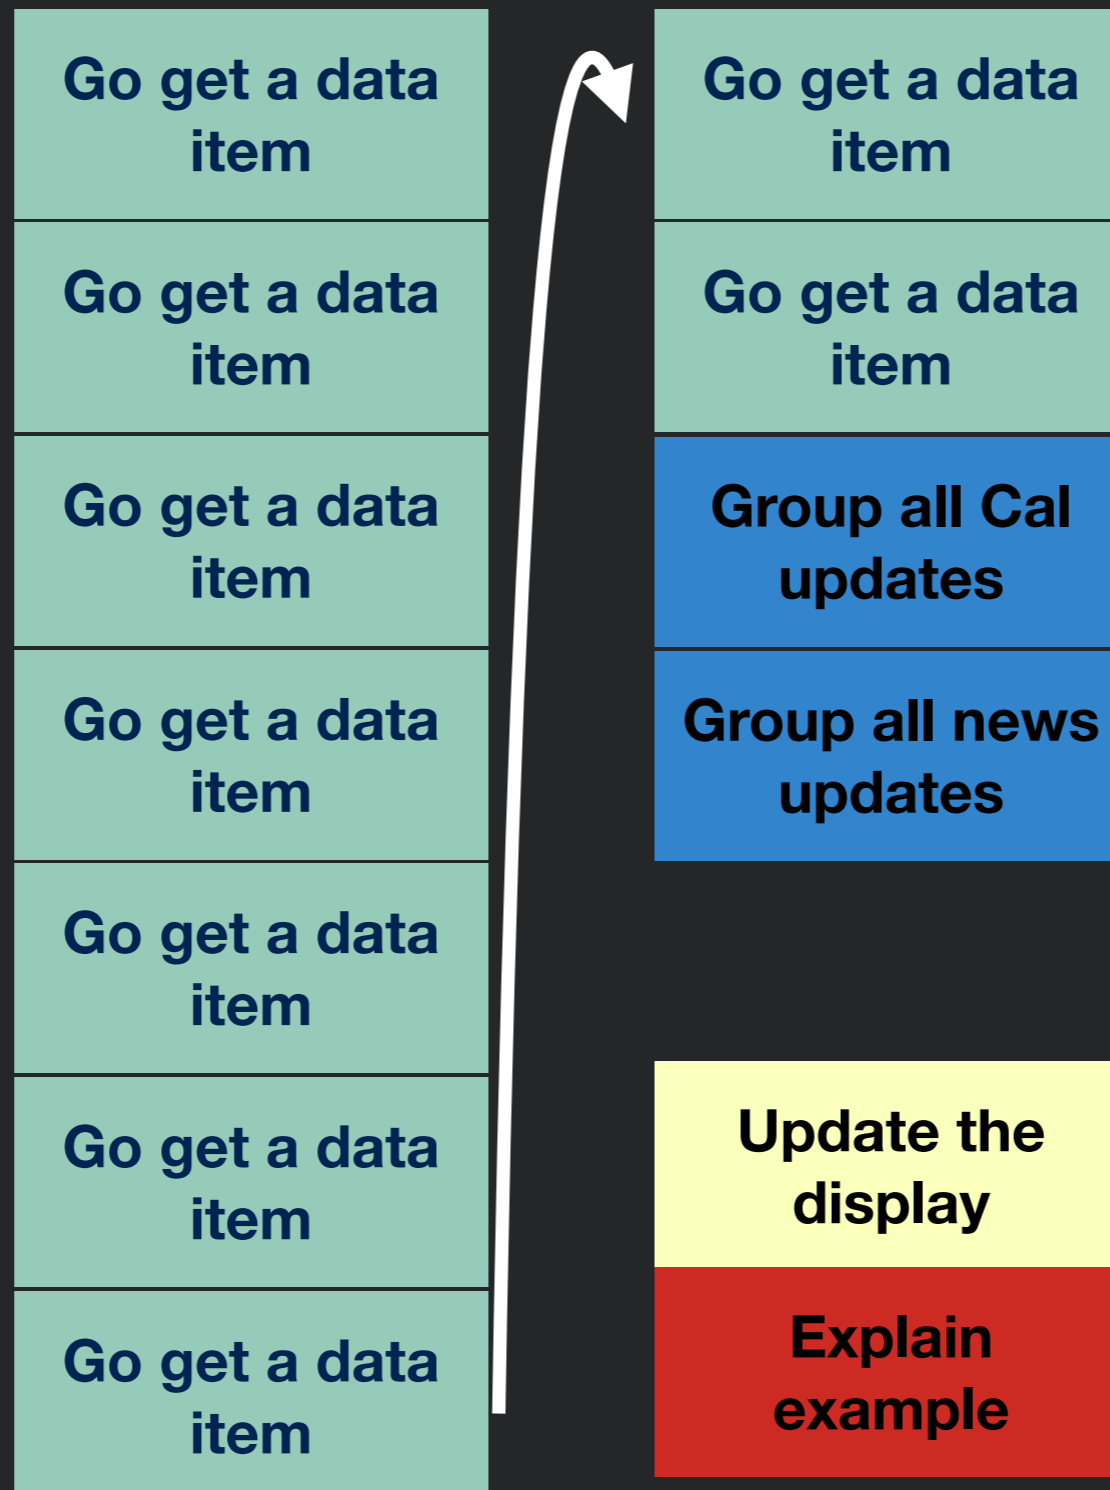 Go get a data
item
Go get a data
item
Go get a data
item
Go get a data
item
Go get a data
item
Go get a data
item
Go get a data
item
Go get a data
item
Go get a data
item
Group all Cal
updates
Group all news
updates
Update the
display
Explain
example